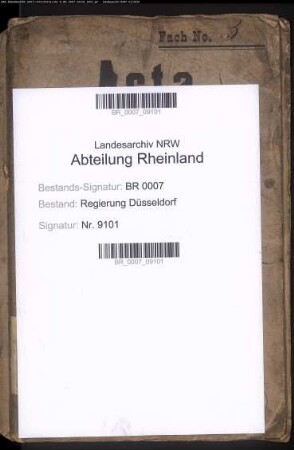 Fach No. 3
Acta
BR_0007_09101
Landesarchiv NRW
Abteilung Rheinland
Bestands-Signatur: BR 0007
Bestand: Regierung Düsseldorf
Signatur: Nr. 9101
BR_0007_09101